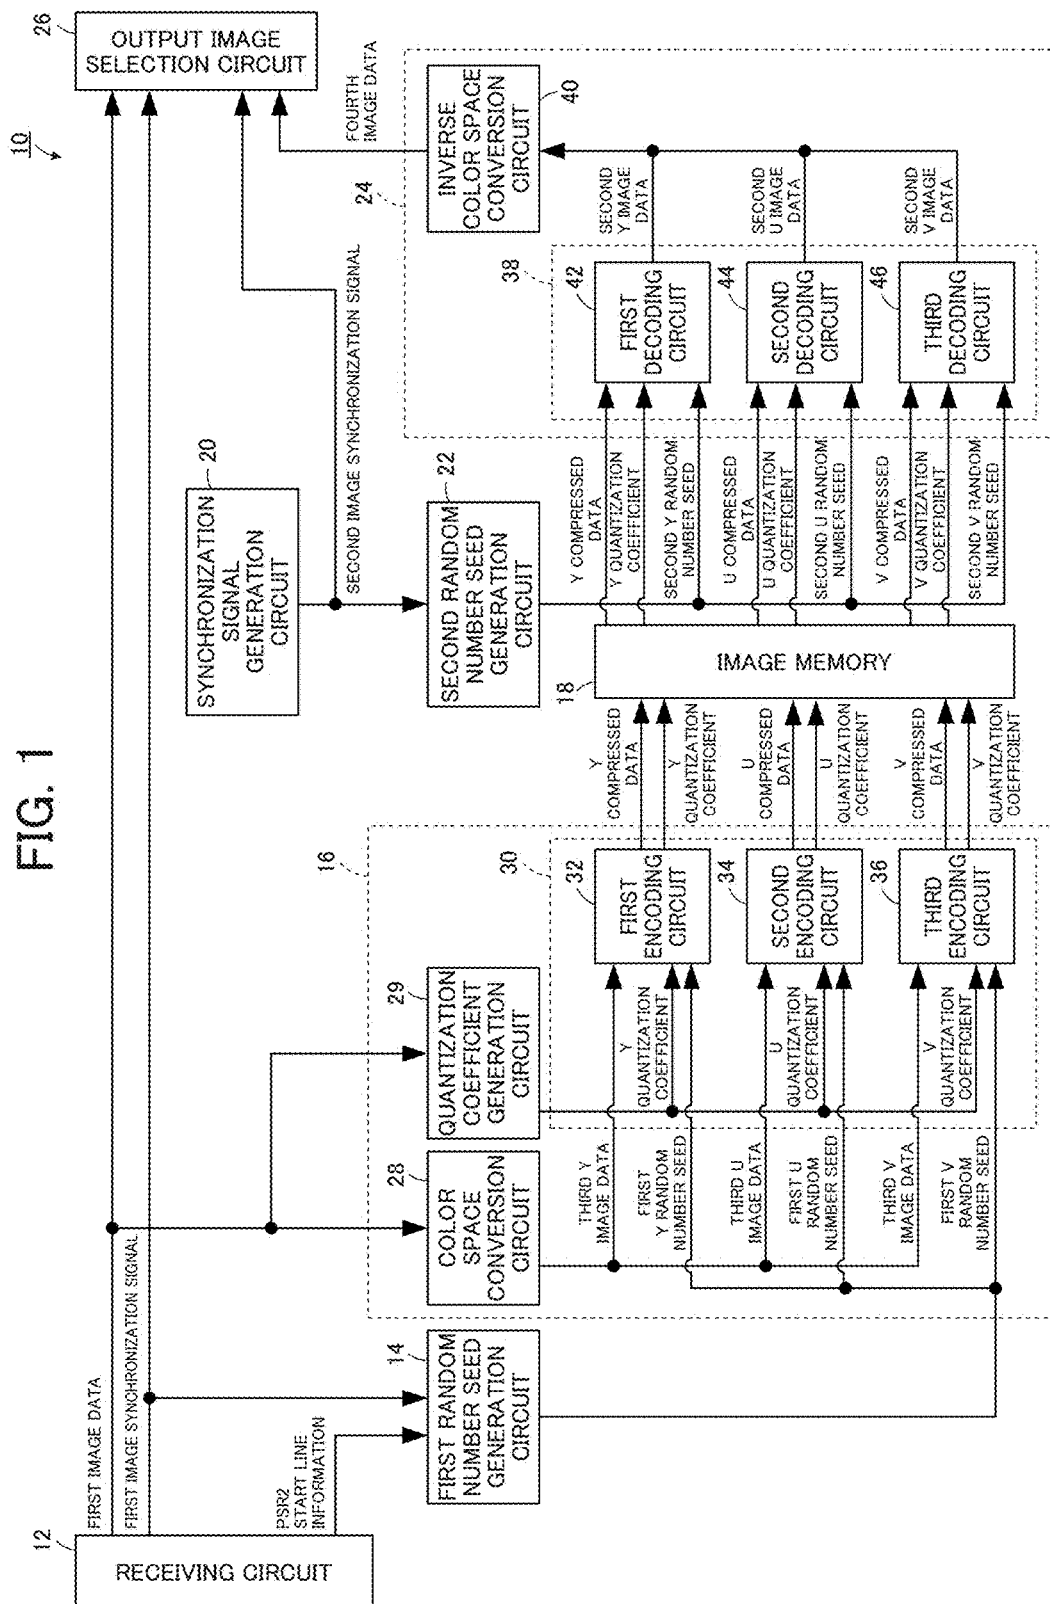 FIG. 1
10
12
RECEIVING CIRCUIT
FIRST IMAGE DATA
FIRST IMAGE SYNCHRONIZATION SIGNAL
PSR2
START LINE
INFORMATION
14
FIRST RANDOM
NUMBER SEED
GENERATION
CIRCUIT
16
28
COLOR
SPACE
CONVERSION
CIRCUIT
29
QUANTIZATION
COEFFICIENT
GENERATION
CIRCUIT
THIRD Y
IMAGE DATA
FIRST
Y RANDOM
NUMBER SEED
THIRD U
IMAGE DATA
FIRST U
RANDOM
NUMBER SEED
THIRD V
IMAGE DATA
FIRST V
RANDOM
NUMBER SEED
Y
QUANTIZATION
COEFFICIENT
U
QUANTIZATION
COEFFICIENT
V
QUANTIZATION
COEFFICIENT
30
32
FIRST
ENCODING
CIRCUIT
34
SECOND
ENCODING
CIRCUIT
36
THIRD
ENCODING
CIRCUIT
Y
COMPRESSED
DATA
Y
QUANTIZATION
COEFFICIENT
U
COMPRESSED
DATA
U
QUANTIZATION
COEFFICIENT
V
COMPRESSED
DATA
V
QUANTIZATION
COEFFICIENT
18
IMAGE MEMORY
20
SYNCHRONIZATION
SIGNAL
GENERATION
CIRCUIT
SECOND IMAGE SYNCHRONIZATION SIGNAL
22
SECOND RANDOM
NUMBER SEED
GENERATION
CIRCUIT
Y COMPRESSED
DATA
Y QUANTIZATION
COEFFICIENT
SECOND Y RANDOM
NUMBER SEED
U COMPRESSED
DATA
U QUANTIZATION
COEFFICIENT
SECOND U RANDOM
NUMBER SEED
V COMPRESSED
DATA
V QUANTIZATION
COEFFICIENT
SECOND V RANDOM
NUMBER SEED
24
38
42
FIRST
DECODING
CIRCUIT
44
SECOND
DECODING
CIRCUIT
46
THIRD
DECODING
CIRCUIT
SECOND
Y IMAGE
DATA
SECOND
U IMAGE
DATA
SECOND
V IMAGE
DATA
40
INVERSE
COLOR SPACE
CONVERSION
CIRCUIT
FOURTH
IMAGE DATA
26
OUTPUT IMAGE
SELECTION CIRCUIT